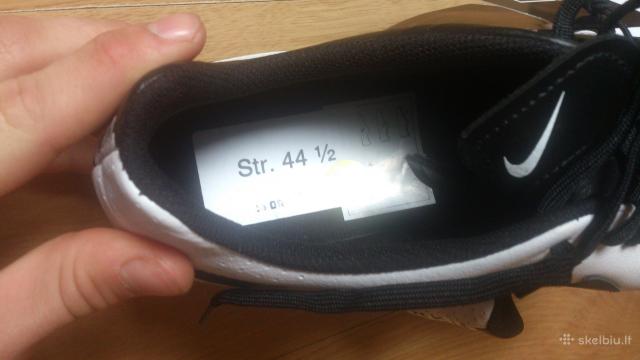 Str. 44 ½
skelbiu.lt